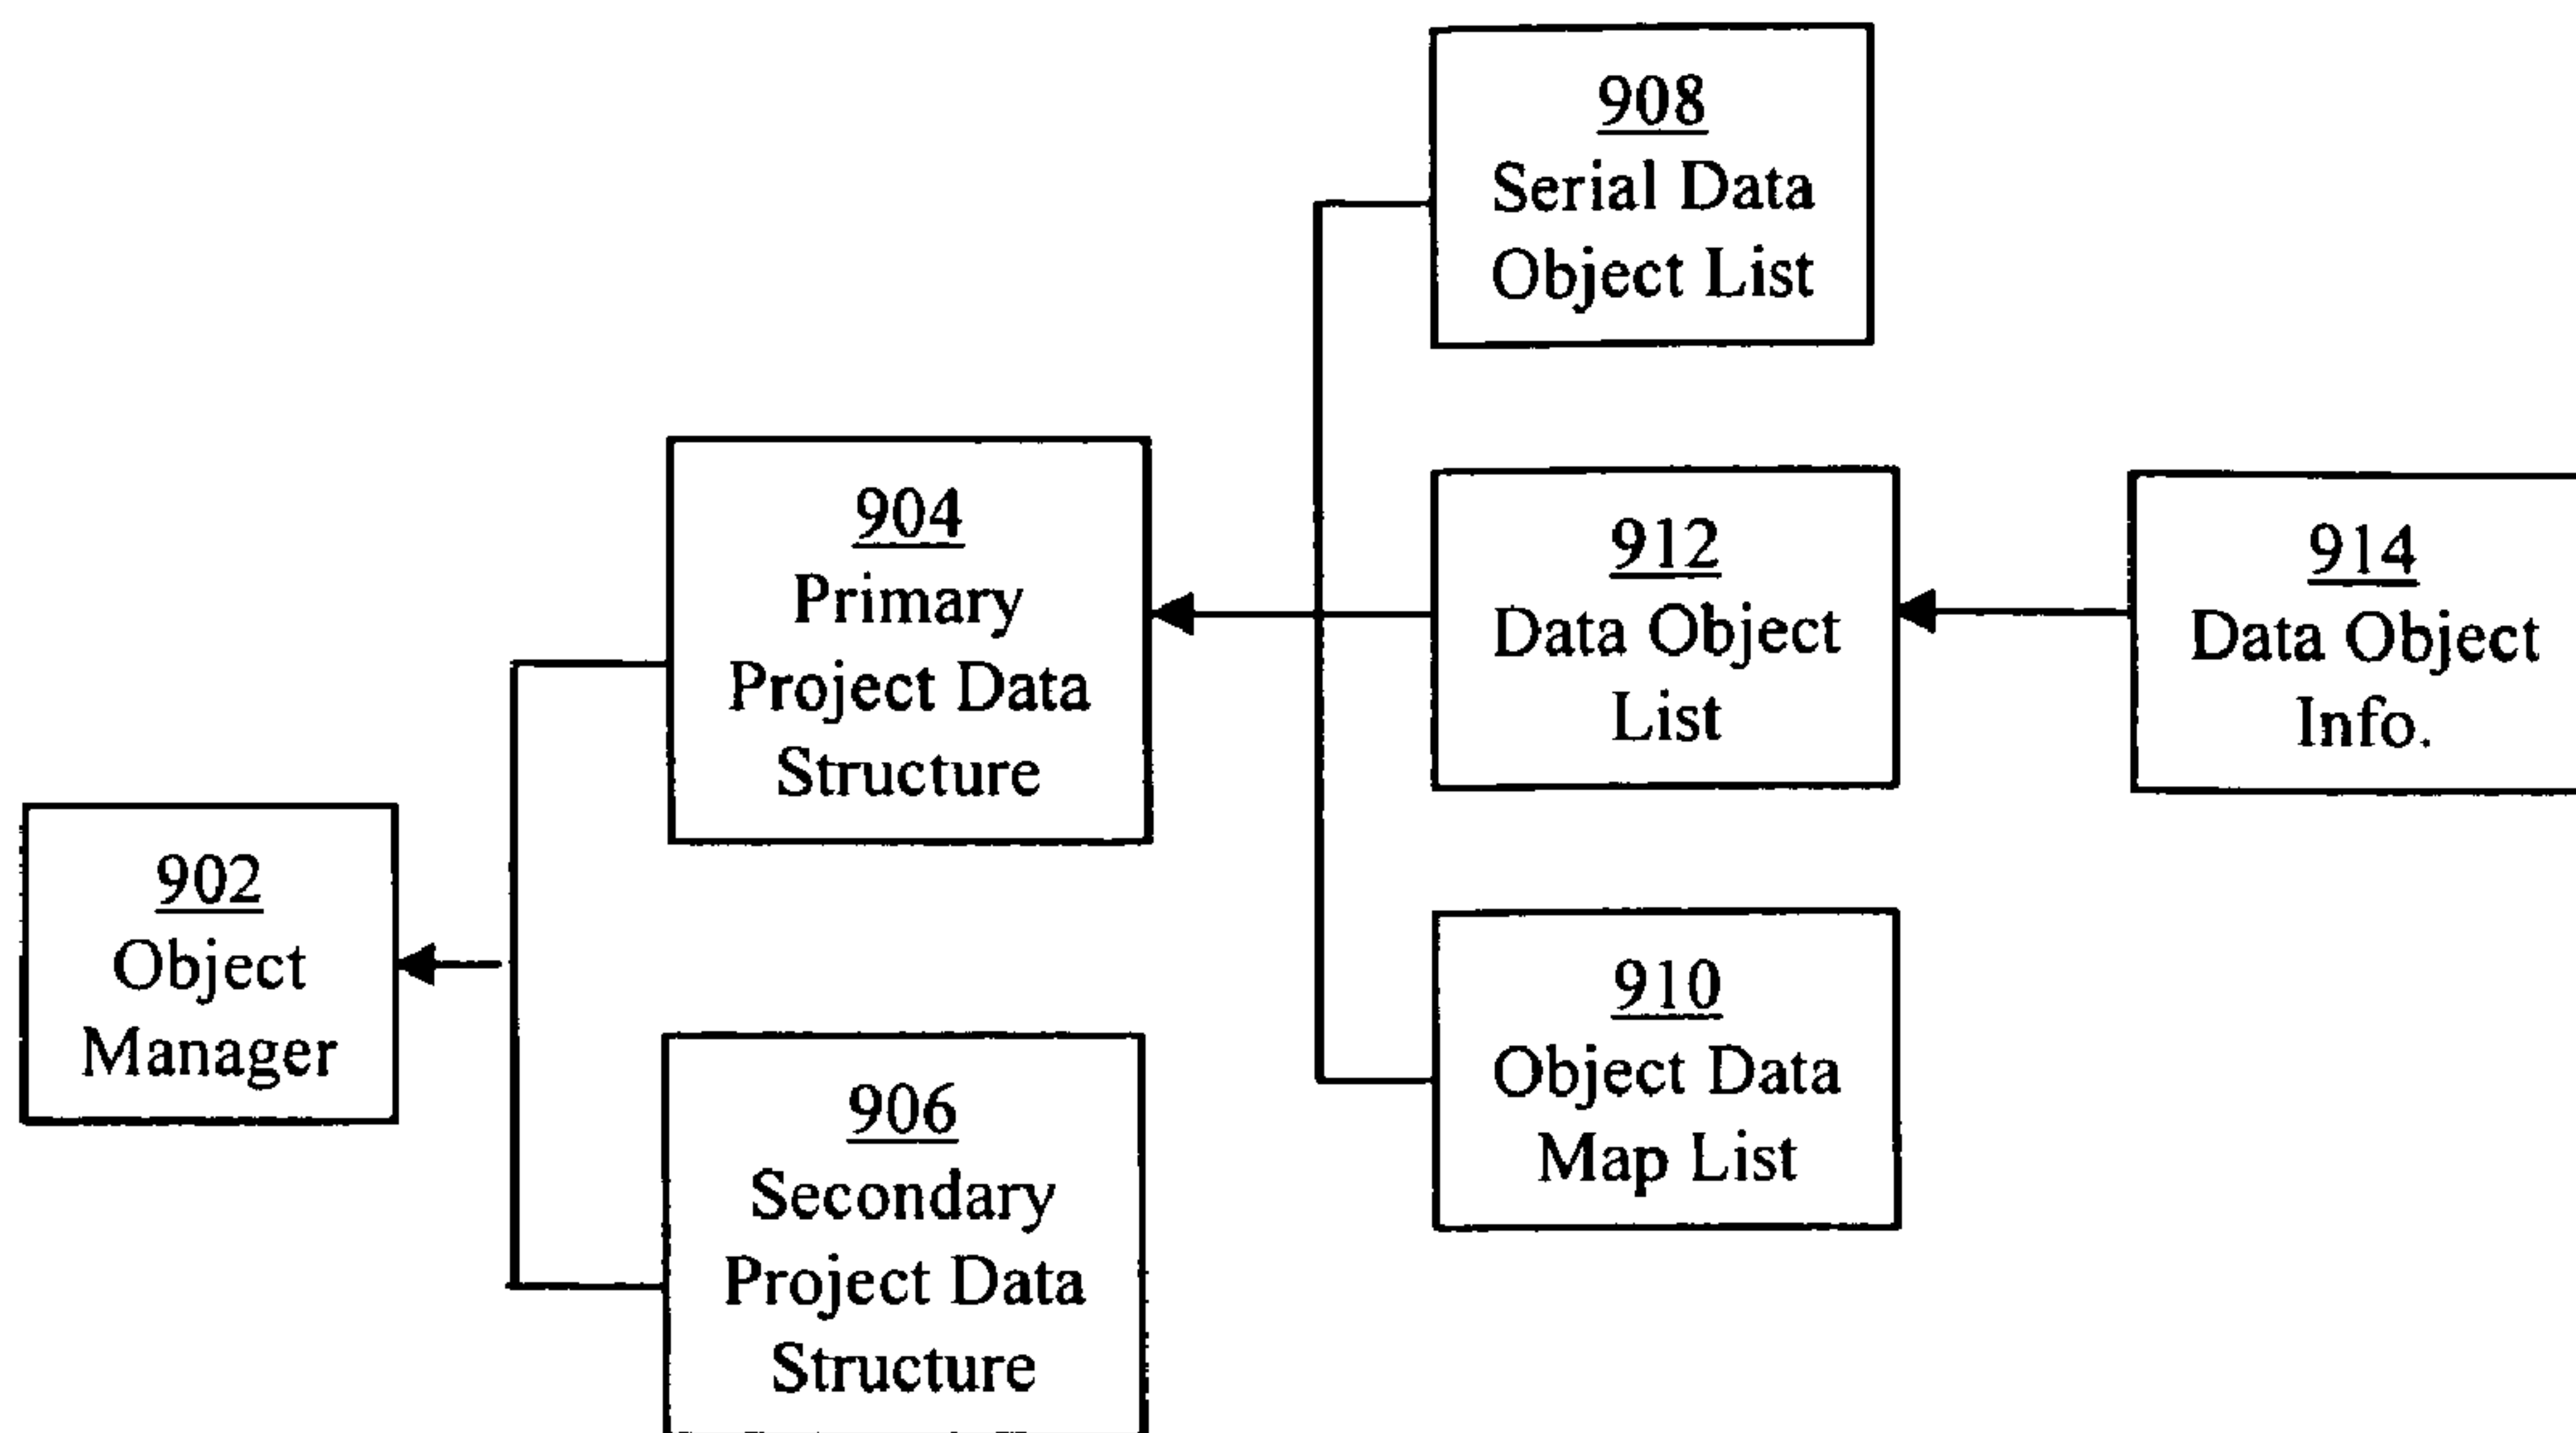 908
Serial Data
Object List
904
Primary
Project Data
Structure
912
Data Object
List
914
Data Object
Info.
902
Object
Manager
910
Object Data
Map List
906
Secondary
Project Data
Structure